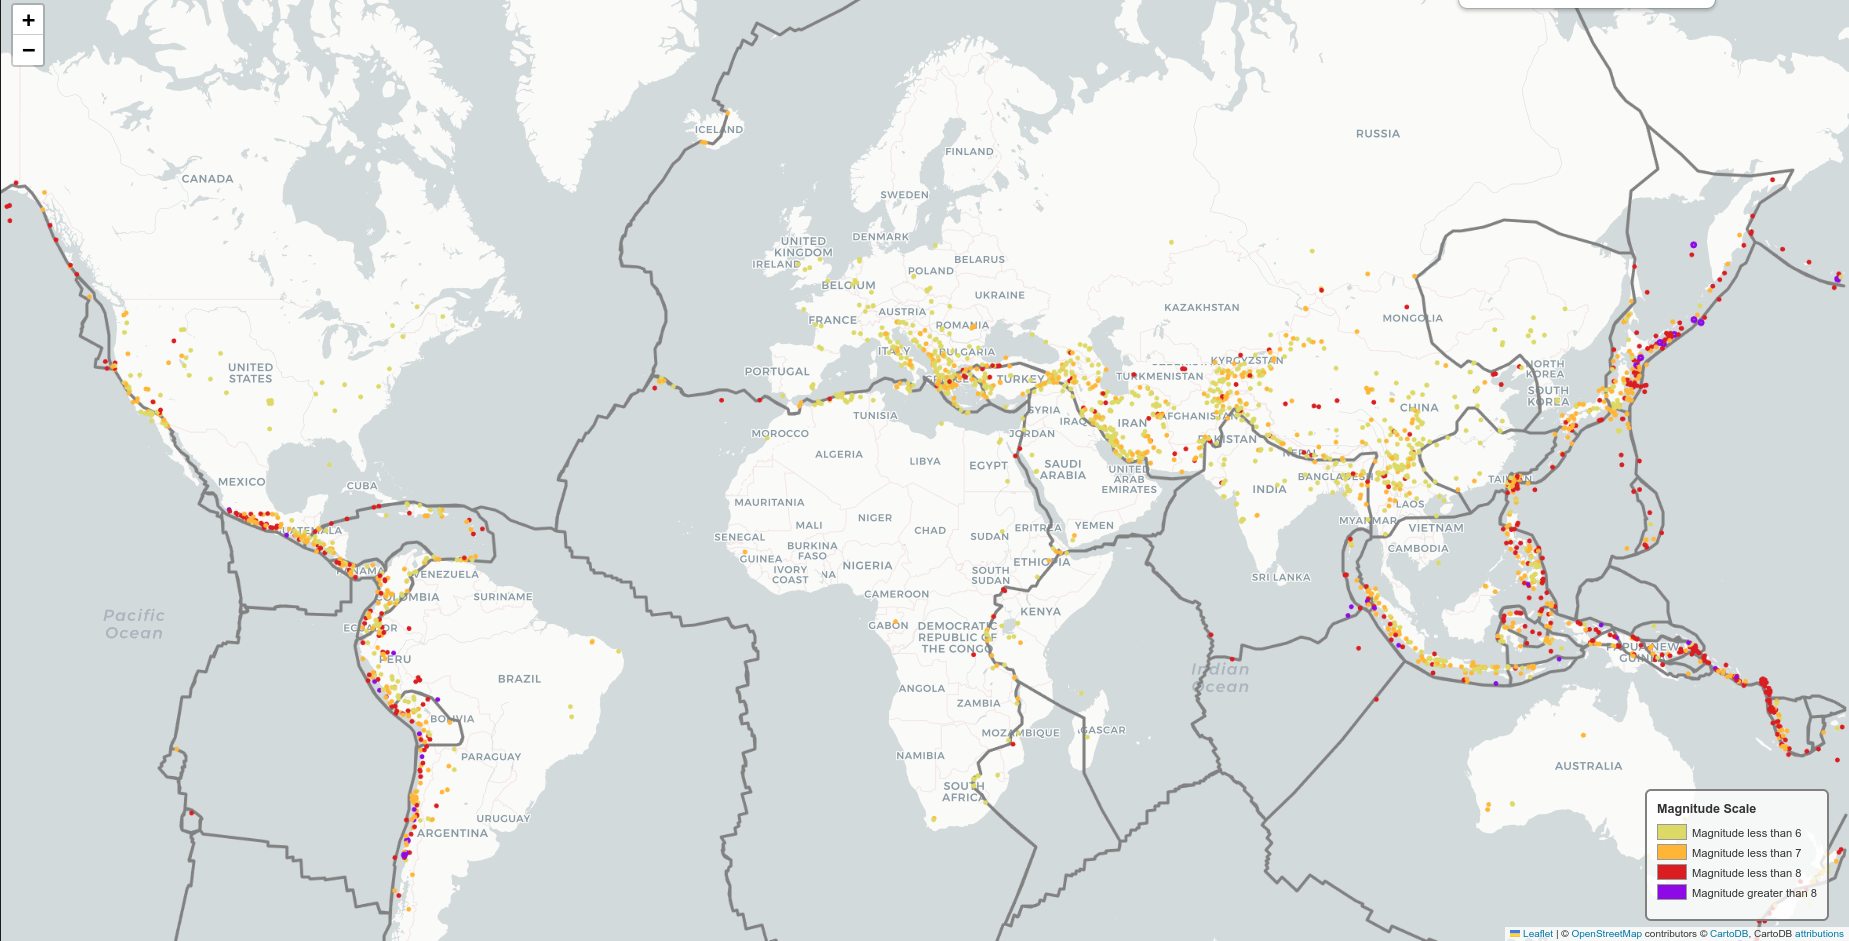 +
−
ICELAND
RUSSIA
FINLAND
CANADA
SWEDEN
DENMARK
UNITED
KINGDOM
IRELAND
BELARUS
POLAND
BELGIUM
UKRAINE
KAZAKHSTAN
AUSTRIA
FRANCE
ROMANIA
MONGOLIA
ITALY
BULGARIA
KYRGYZSTAN
UNITED
STATES
PORTUGAL
TURKEY
TURKMENISTAN
NORTH
KOREA
SOUTH
KOREA
SYRIA
CHINA
TUNISIA
IRAQ
IRAN
AFGHANISTAN
MOROCCO
JORDAN
PAKISTAN
ALGERIA
LIBYA
EGYPT
SAUDI
ARABIA
NEPAL
UNITED
ARAB
EMIRATES
BANGLADESH
INDIA
TAIWAN
MEXICO
CUBA
MAURITANIA
LAOS
NIGER
MALI
CHAD
ERITREA
YEMEN
MYANMAR
VIETNAM
GUATEMALA
SENEGAL
SUDAN
BURKINA
FASO
CAMBODIA
GUINEA
NIGERIA
ETHIOPIA
IVORY
COAST
NA
SOUTH
SUDAN
SRI LANKA
PANAMA
VENEZUELA
COLOMBIA
SURINAME
CAMEROON
KENYA
Pacific
Ocean
ECUADOR
GABON
DEMOCRATIC
REPUBLIC OF
THE CONGO
PERU
PAPUA NEW
GUINEA
Indian
Ocean
BRAZIL
ANGOLA
ZAMBIA
BOLIVIA
MOZAMBIQUE
GASCAR
PARAGUAY
NAMIBIA
AUSTRALIA
SOUTH
AFRICA
URUGUAY
ARGENTINA
Magnitude Scale
Magnitude less than 6
Magnitude less than 7
Magnitude less than 8
Magnitude greater than 8
Leaflet | © OpenStreetMap contributors © CartoDB, CartoDB attributions